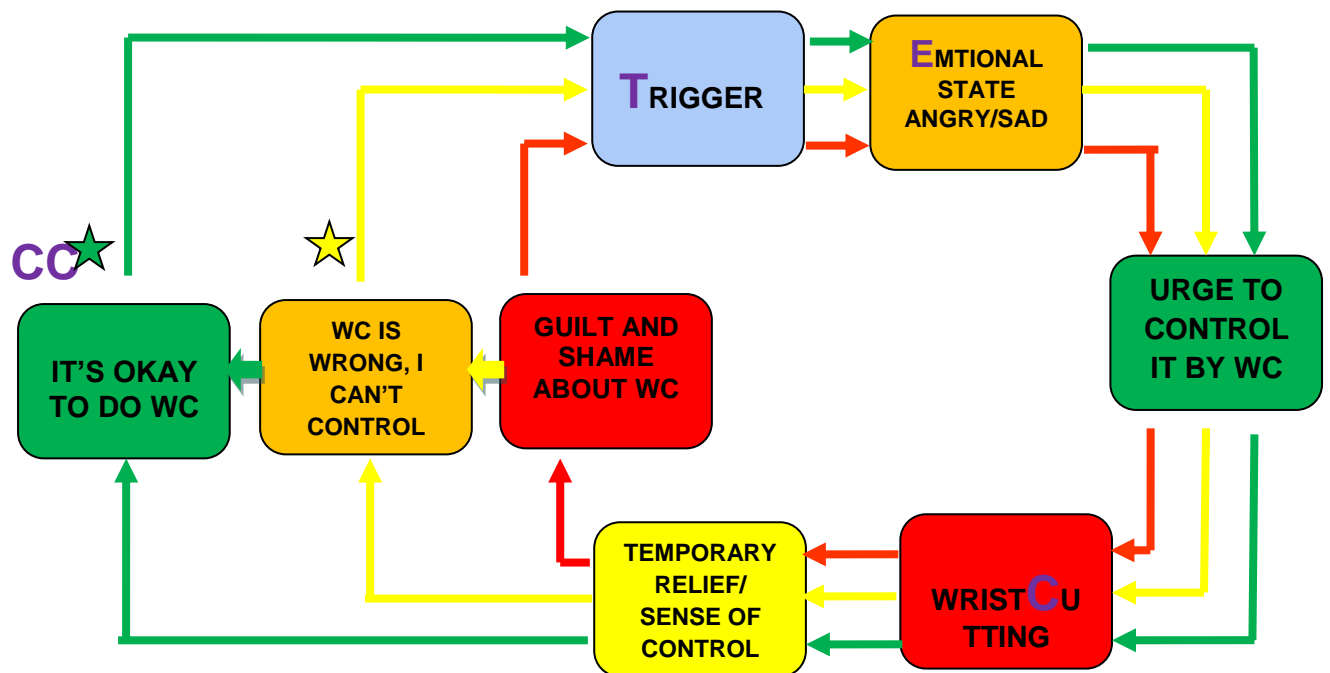 TRIGGER
EMTIONAL
STATE
ANGRY/SAD
CC
IT’S OKAY
TO DO WC
WC IS
WRONG, I
CAN’T
CONTROL
GUILT AND
SHAME
ABOUT WC
URGE TO
CONTROL
IT BY WC
TEMPORARY
RELIEF/
SENSE OF
CONTROL
WRISTCU
TTING